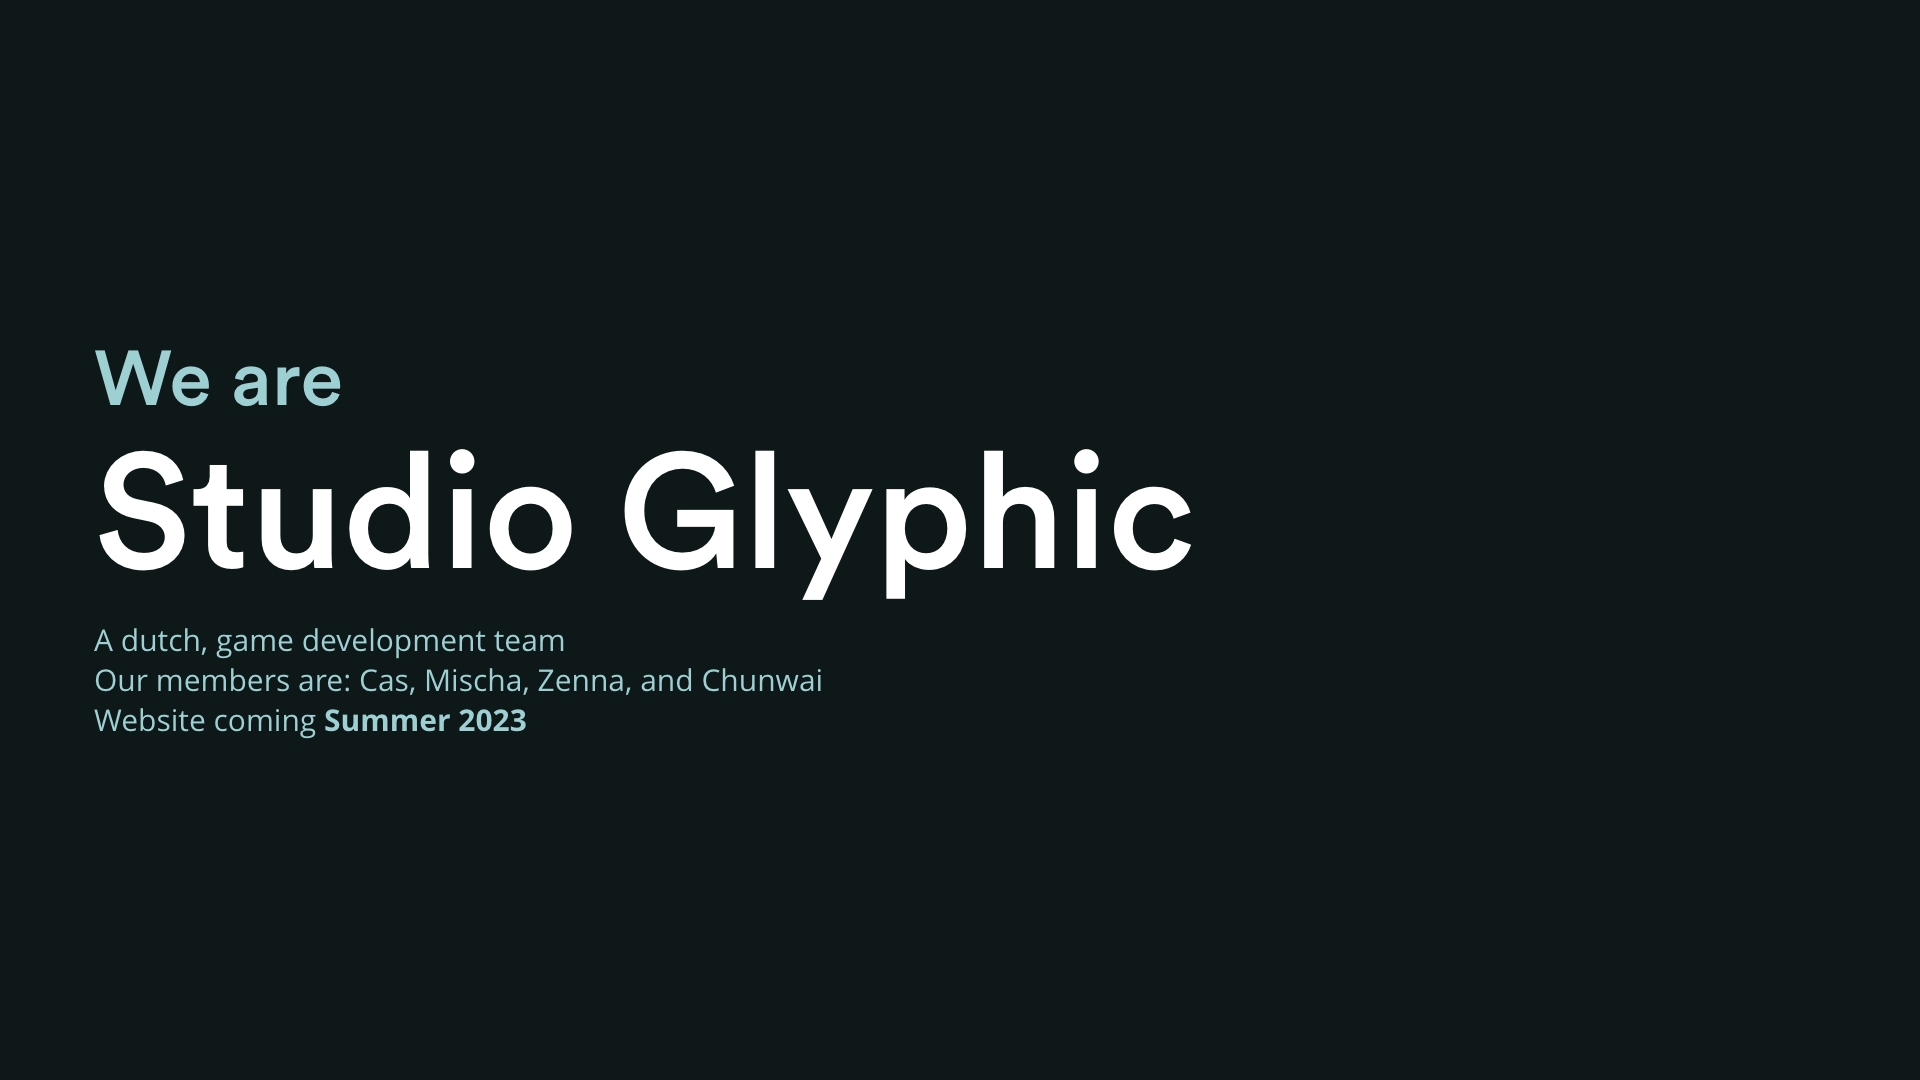 We are
Studio Glyphic
A dutch, game development team
Our members are: Cas, Mischa, Zenna, and Chunwai
Website coming Summer 2023